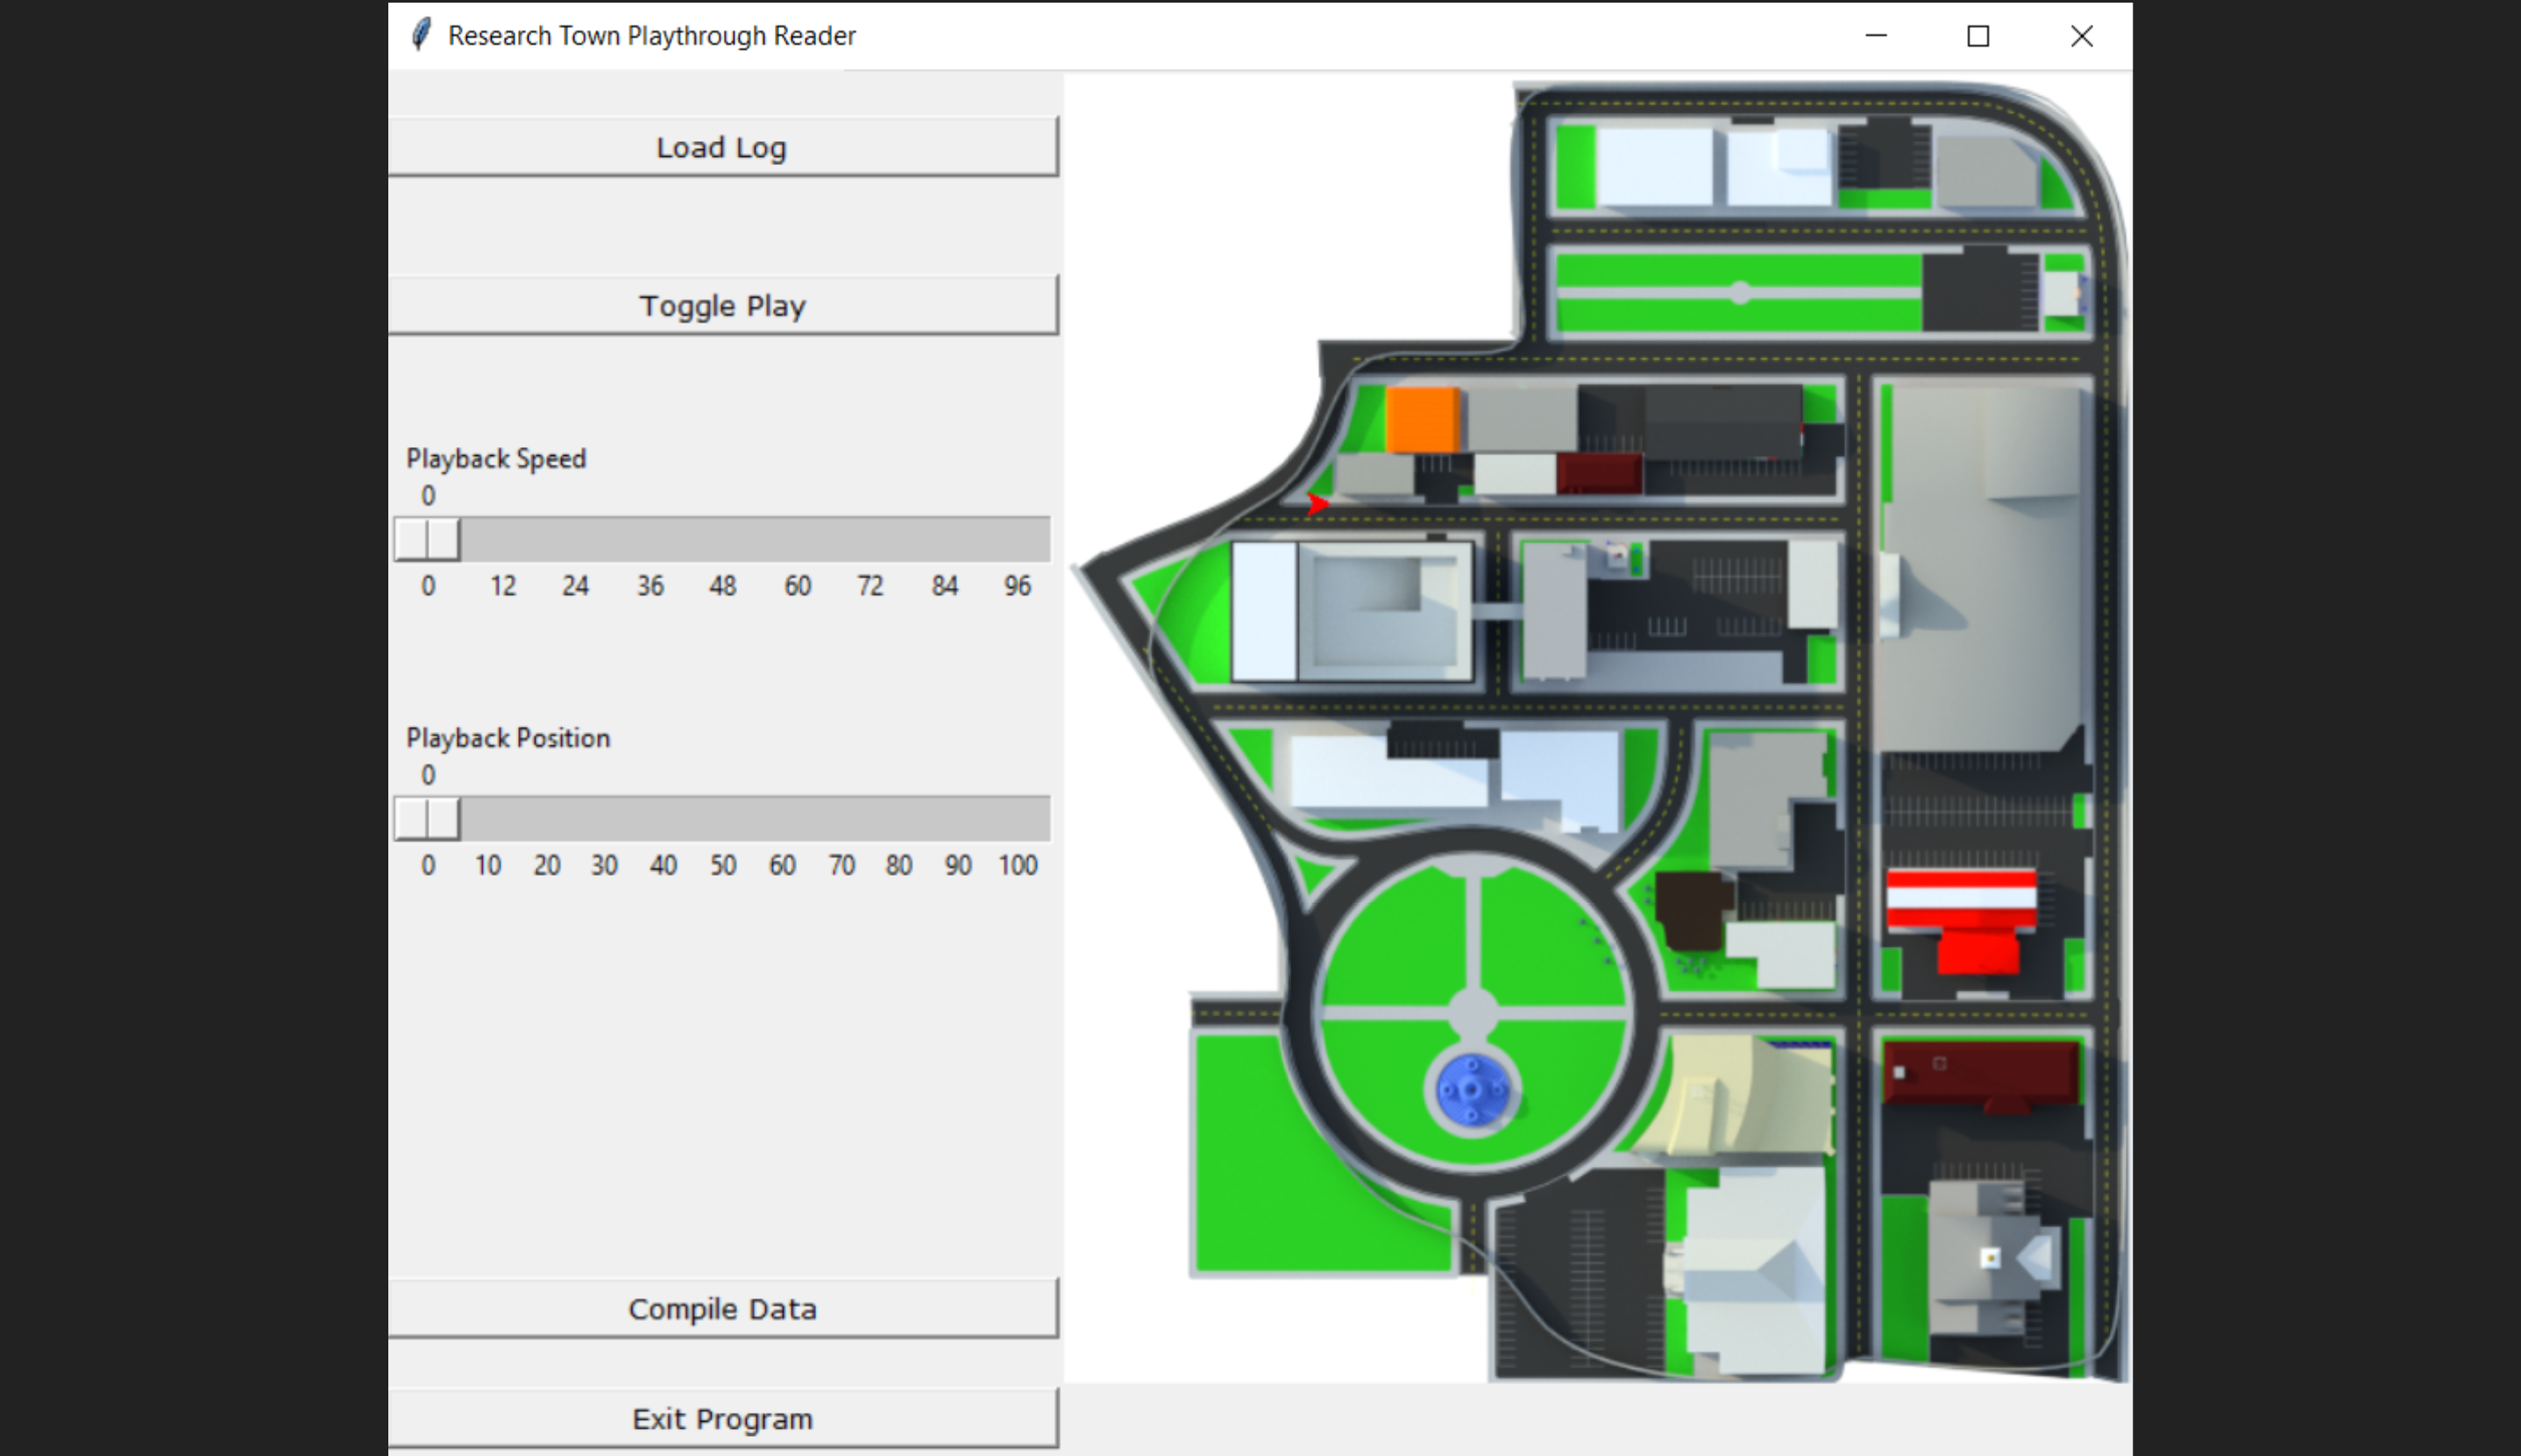 Research Town Playthrough Reader
Load Log
Toggle Play
Playback Speed
0
0 12 24 36 48 60 72 84 96
Playback Position
0
0 10 20 30 40 50 60 70 80 90 100
Compile Data
Exit Program